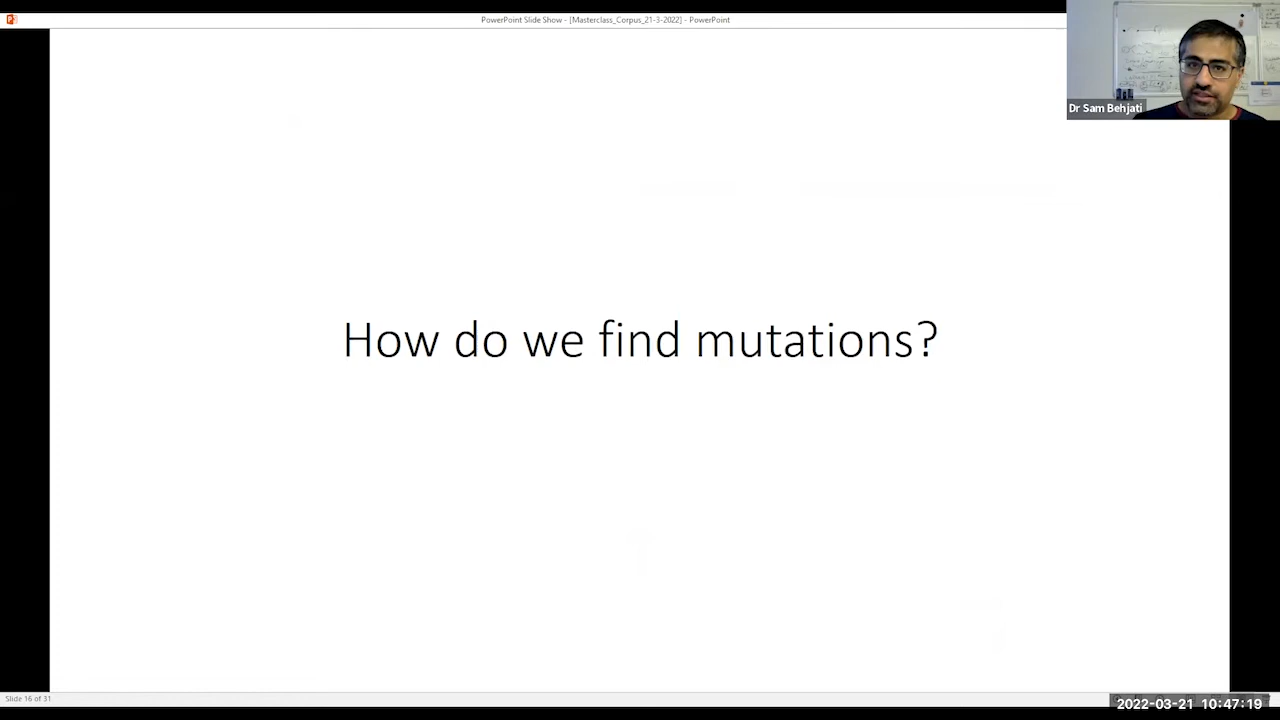 PowerPoint Slide Show - [Masterclass_Corpus_21-3-2022] - PowerPoint
Dr Sam Behjati
How do we find mutations?
Slide 16 of 31
2022-03-21 10:47:19